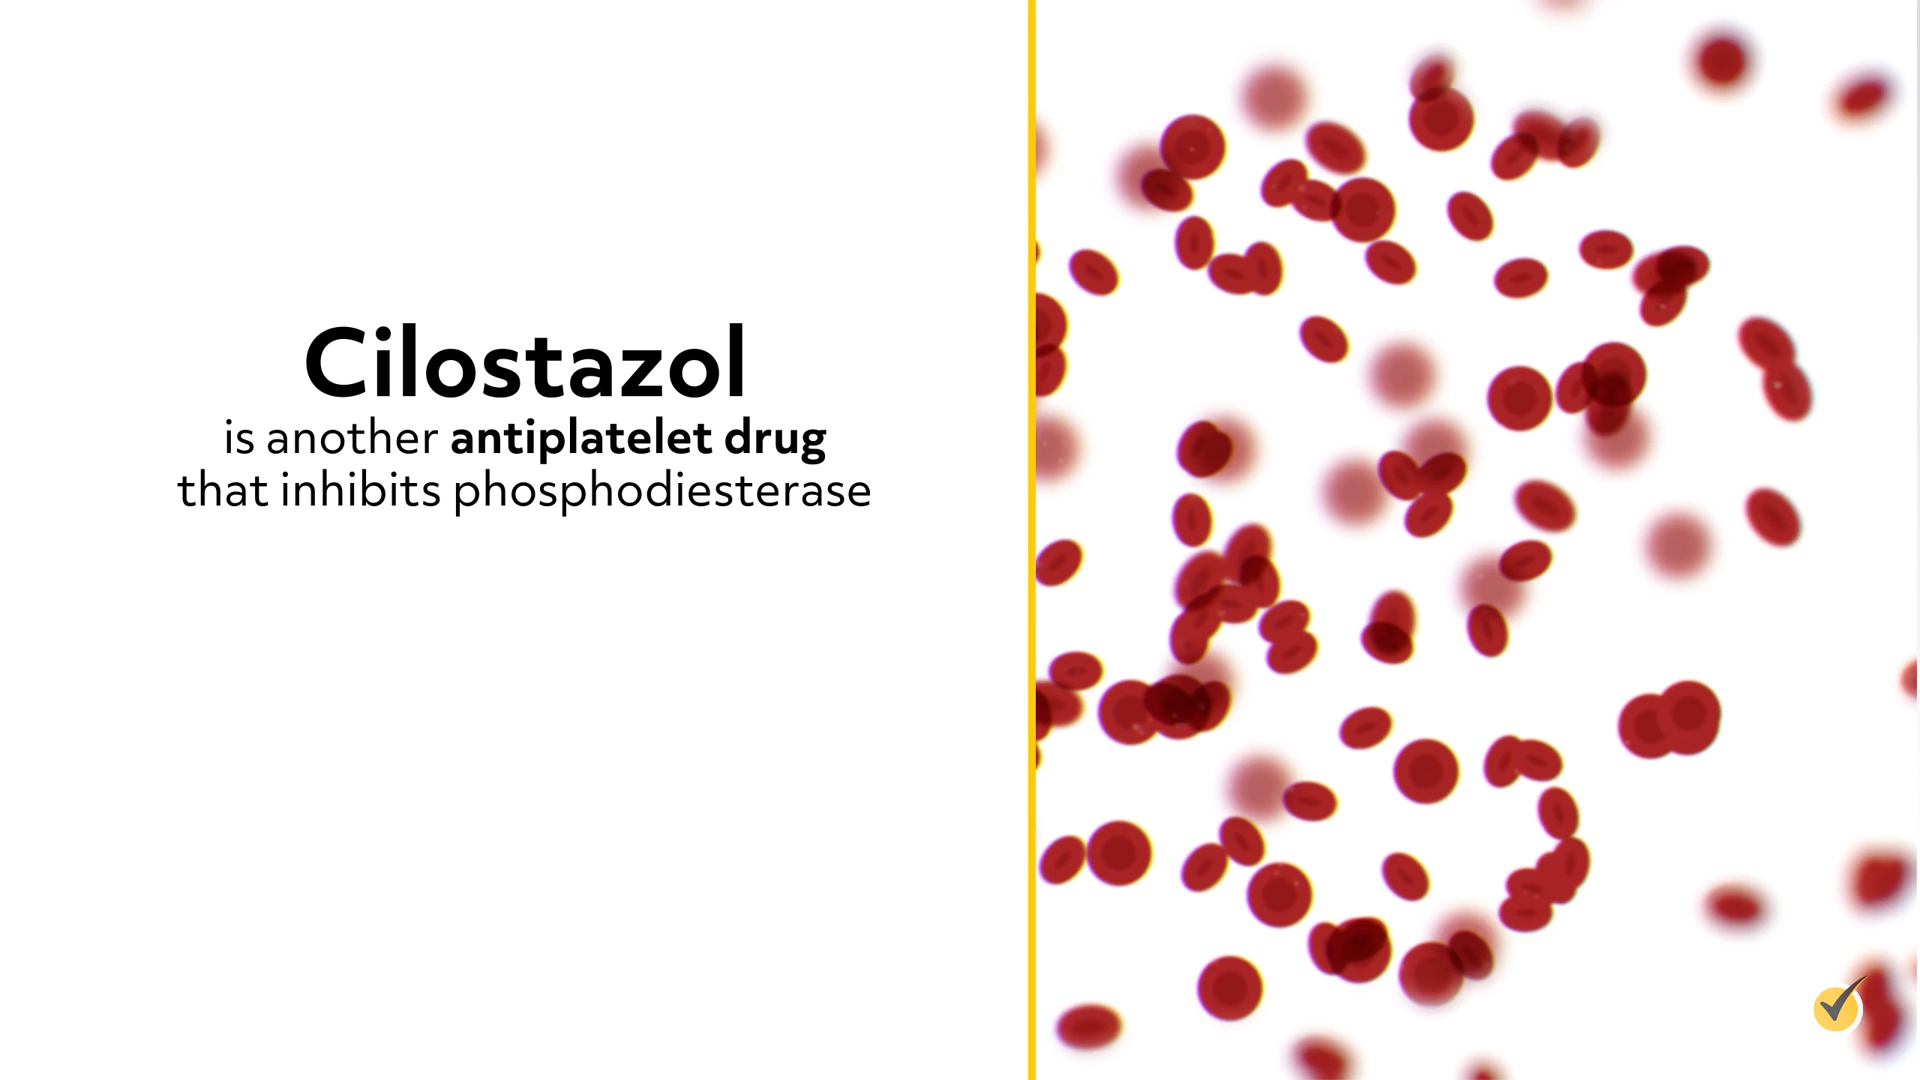 Cilostazol
is another antiplatelet drug
that inhibits phosphodiesterase